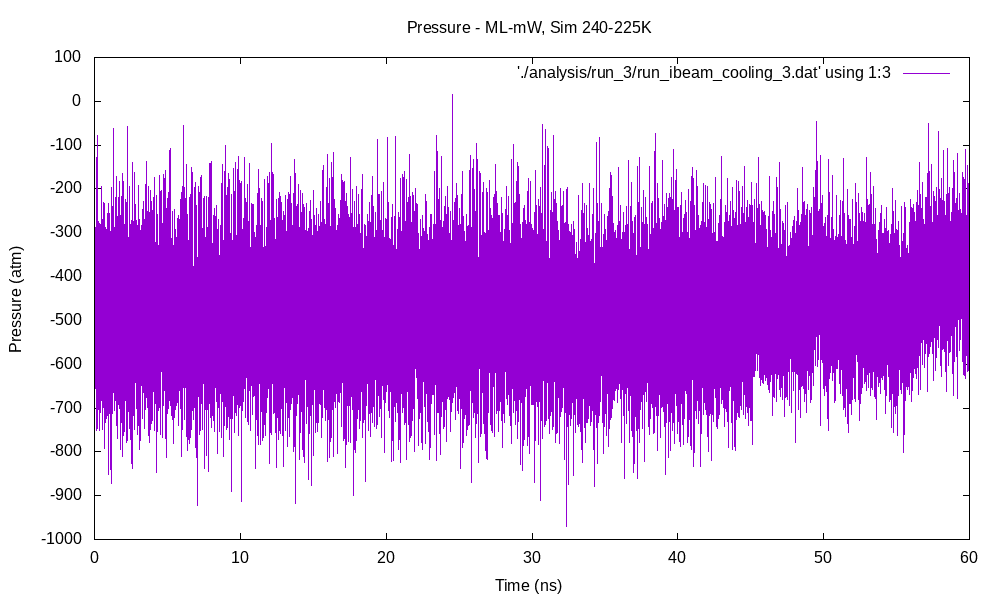 Pressure - ML-mW, Sim 240-225K
'./analysis/run_3/run_ibeam_cooling_3.dat' using 1:3
100
0
-100
-200
-300
-400
-500
-600
-700
-800
-900
-1000
Pressure (atm)
0 10 20 30 40 50 60
Time (ns)